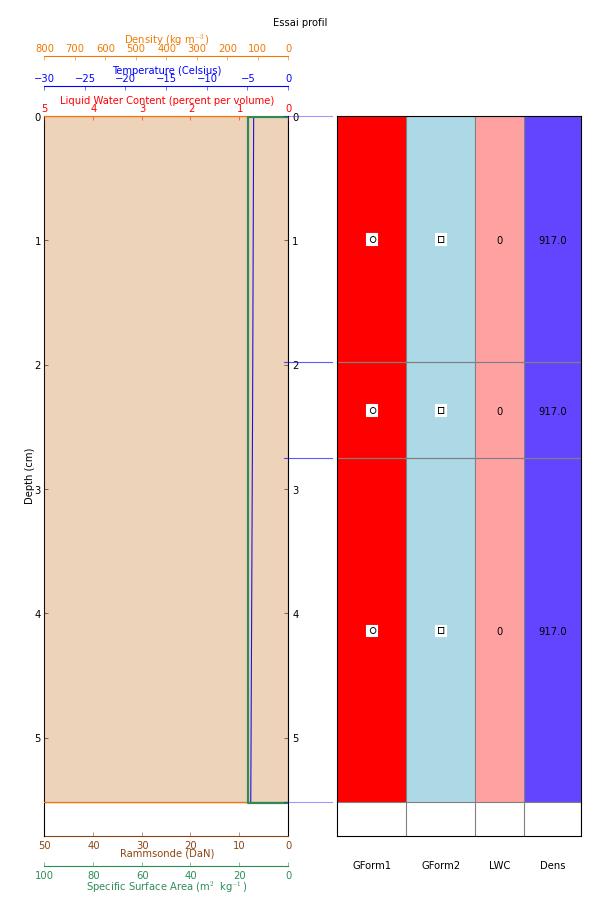 Essai profil
Density (kg m⁻³)
800 700 600 500 400 300 200 100 0
Temperature (Celsius)
−30 −25 −20 −15 −10 −5 0
Liquid Water Content (percent per volume)
5 4 3 2 1 0
0 0
1 1
0 917.0
2 2
0 917.0
Depth (cm)
3 3
4 4
0 917.0
5 5
50 40 30 20 10 0
Rammsonde (DaN)
GForm1 GForm2 LWC Dens
100 80 60 40 20 0
Specific Surface Area (m² kg⁻¹)